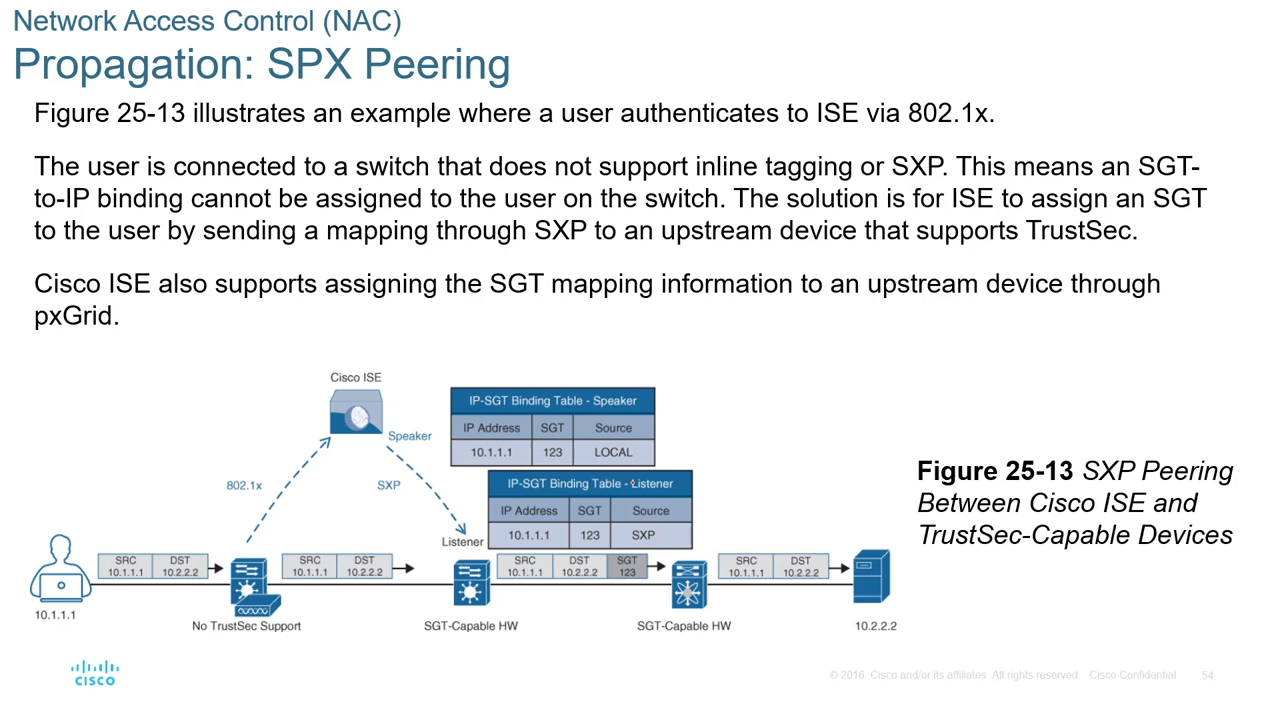 Network Access Control (NAC)
Propagation: SPX Peering
Figure 25-13 illustrates an example where a user authenticates to ISE via 802.1x.
The user is connected to a switch that does not support inline tagging or SXP. This means an SGT-
to-IP binding cannot be assigned to the user on the switch. The solution is for ISE to assign an SGT
to the user by sending a mapping through SXP to an upstream device that supports TrustSec.
Cisco ISE also supports assigning the SGT mapping information to an upstream device through
pxGrid.
Cisco ISE
IP-SGT Binding Table - Speaker
IP Address SGT Source
10.1.1.1 123 LOCAL
Speaker
802.1x
SXP
IP-SGT Binding Table - Listener
IP Address SGT Source
10.1.1.1 123 SXP
Listener
Figure 25-13 SXP Peering
Between Cisco ISE and
TrustSec-Capable Devices
SRC DST
10.1.1.1 10.2.2.2
SRC DST
10.1.1.1 10.2.2.2
SRC DST SGT
10.1.1.1 10.2.2.2 123
SRC DST
10.1.1.1 10.2.2.2
10.1.1.1
No TrustSec Support
SGT-Capable HW
SGT-Capable HW
10.2.2.2
CISCO
© 2016 Cisco and/or its affiliates. All rights reserved. Cisco Confidential
54